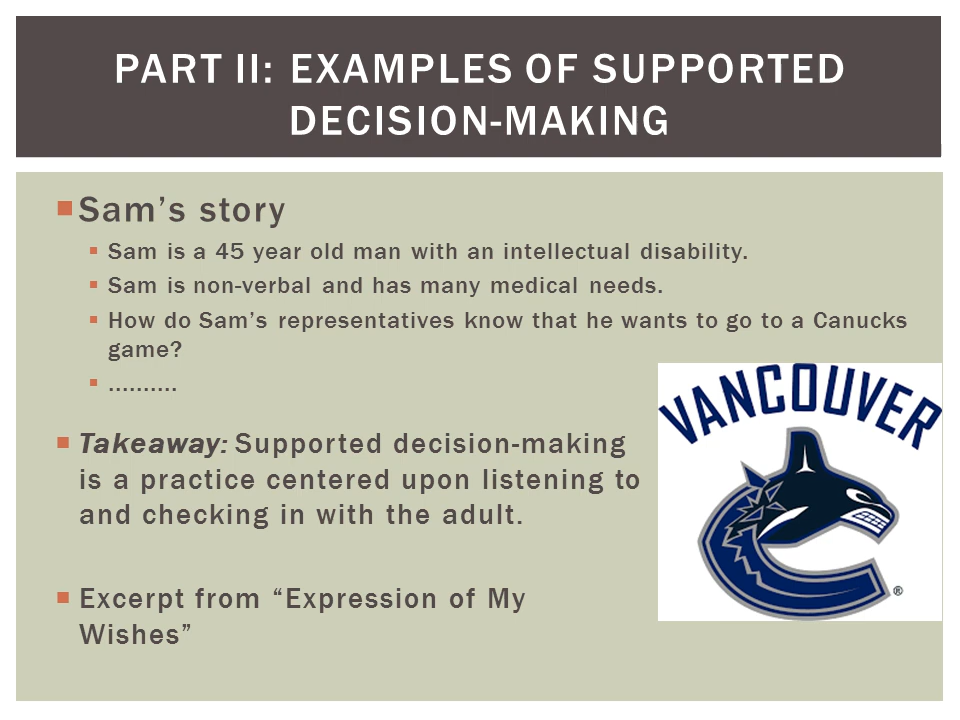 PART II: EXAMPLES OF SUPPORTED
DECISION-MAKING
Sam’s story
Sam is a 45 year old man with an intellectual disability.
Sam is non-verbal and has many medical needs.
How do Sam’s representatives know that he wants to go to a Canucks
game?
……….
Takeaway: Supported decision-making
is a practice centered upon listening to
and checking in with the adult.
Excerpt from “Expression of My
Wishes”
VANCOUVER
®